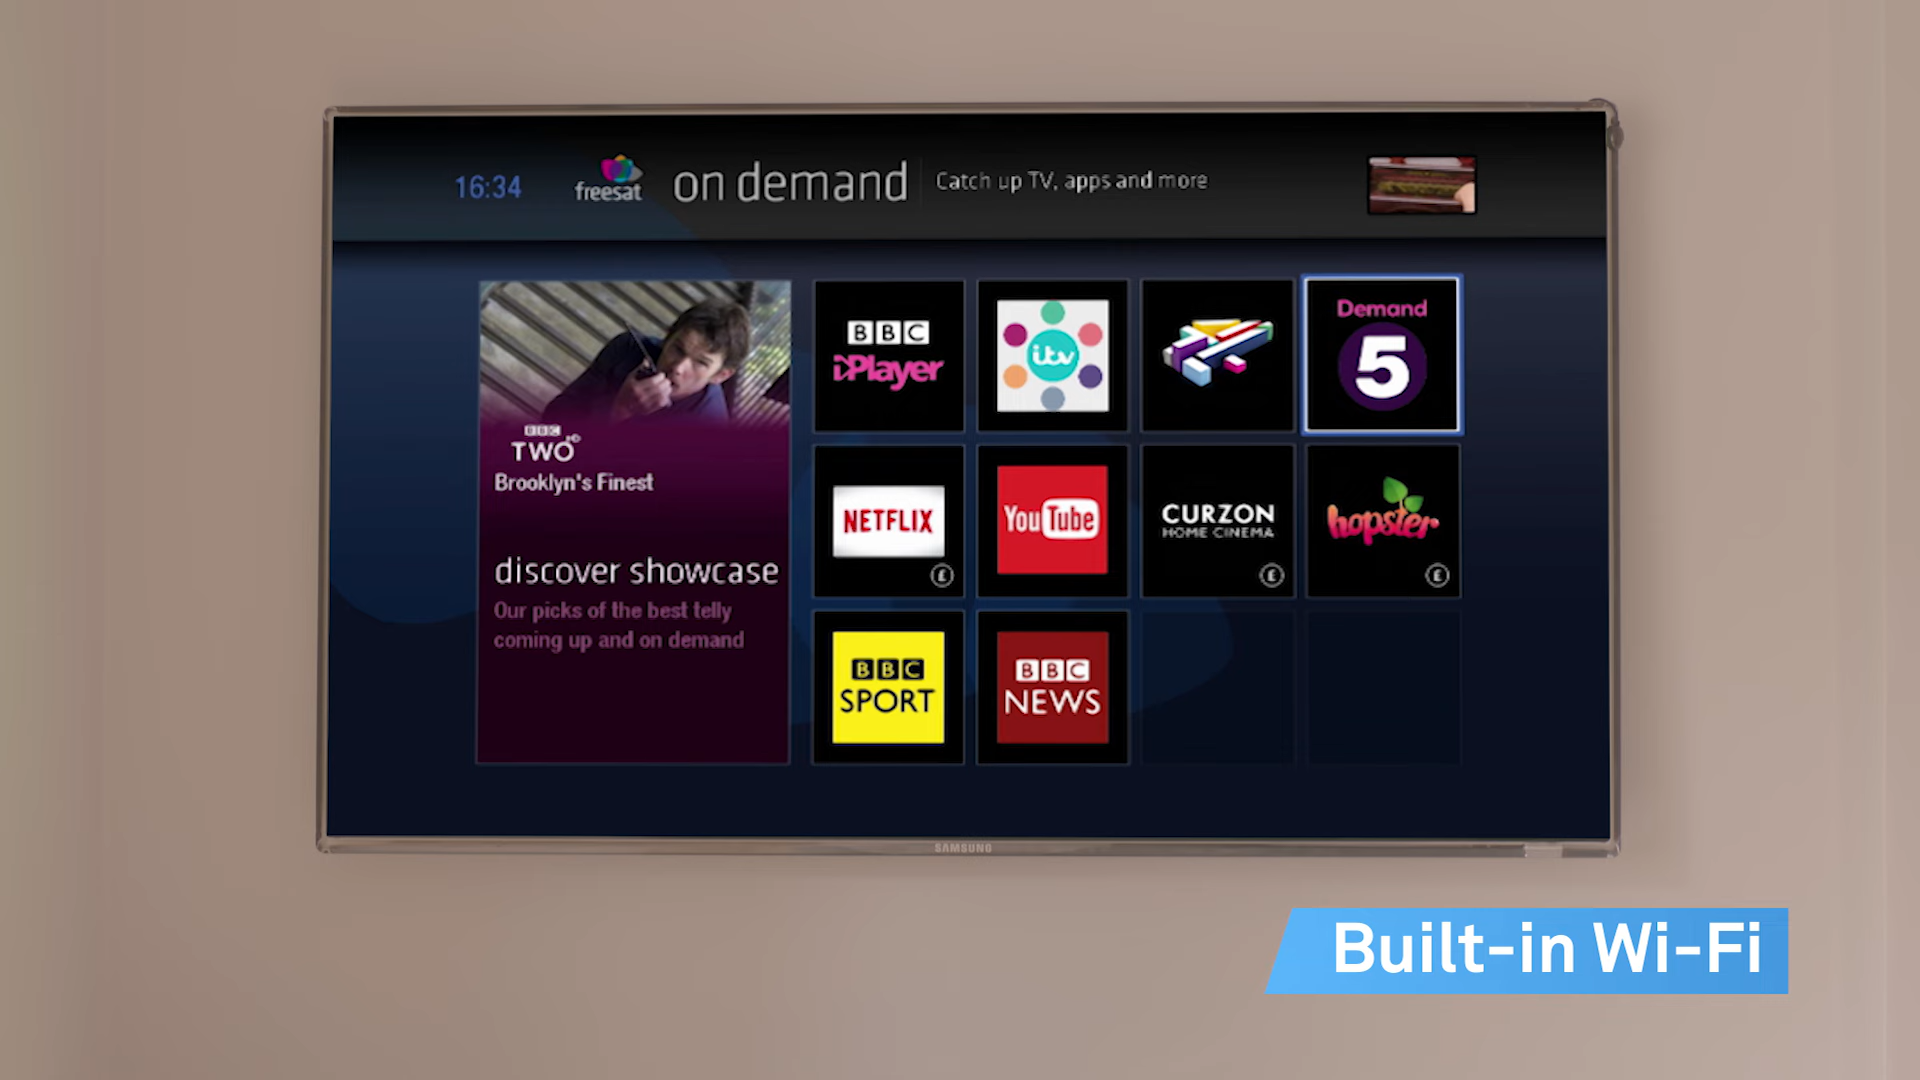 16:34
freesat
on demand
Catch up TV, apps and more
BBC
TWO HD
Brooklyn's Finest
discover showcase
Our picks of the best telly
coming up and on demand
BBC
iPlayer
itv
4
Demand
5
NETFLIX
£
YouTube
CURZON
HOME CINEMA
£
hopster
£
BBC
SPORT
BBC
NEWS
SAMSUNG
Built-in Wi-Fi